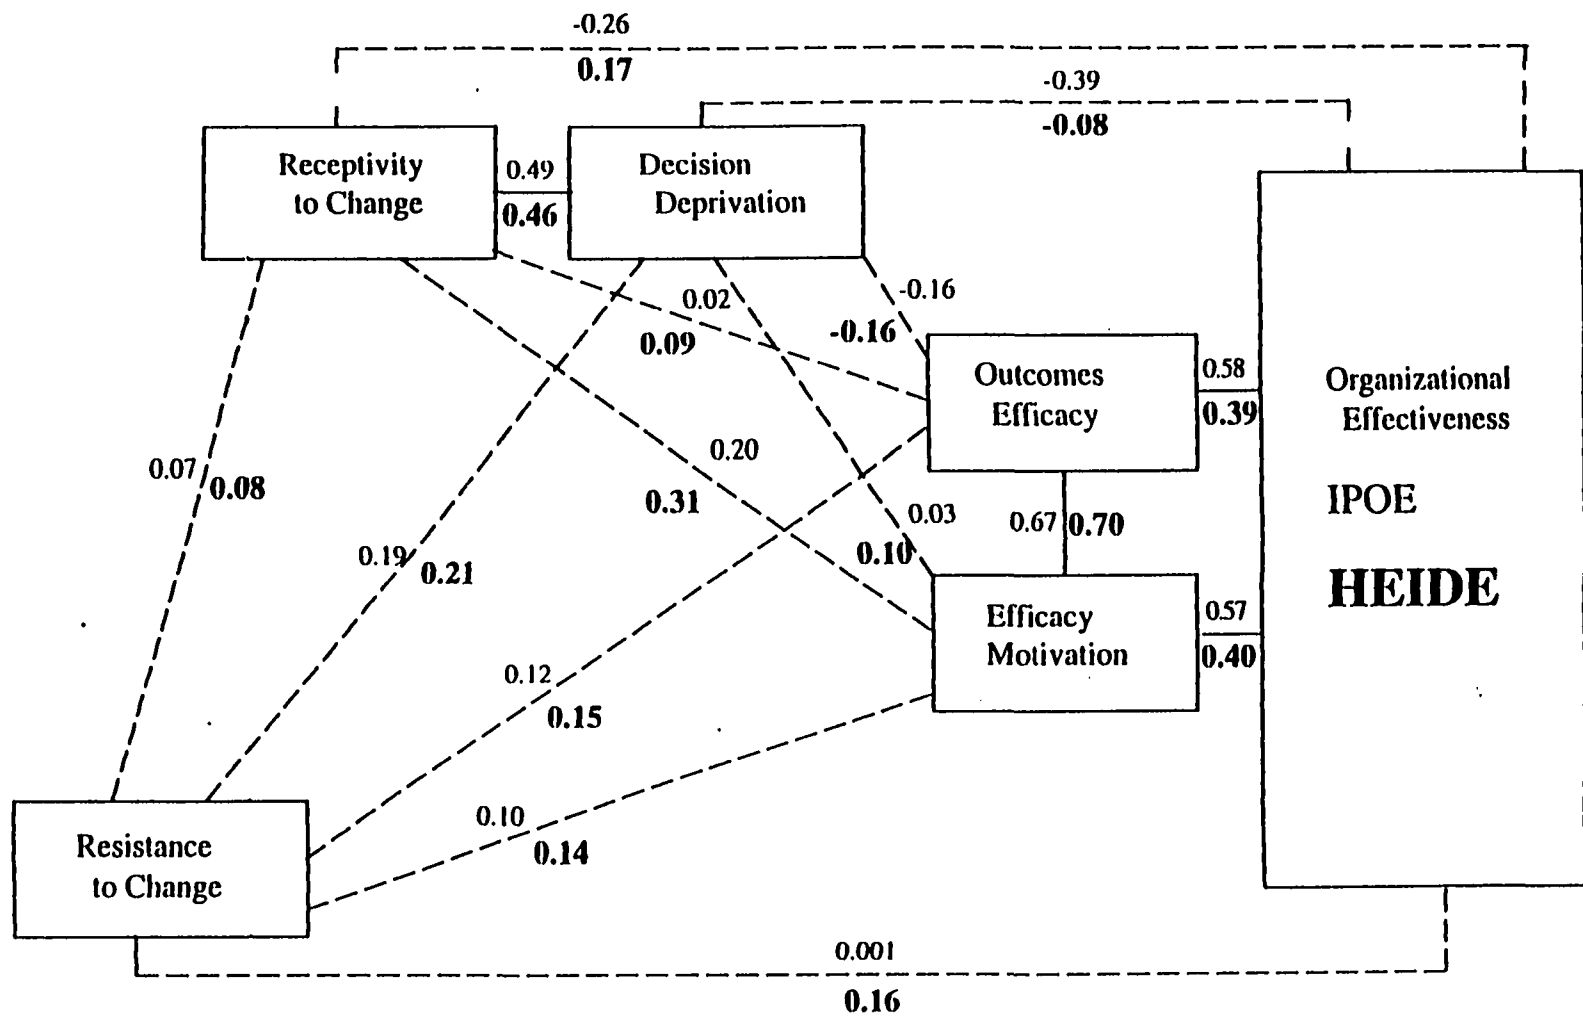 -0.26
0.17
-0.39
-0.08
Receptivity
to Change
0.49
0.46
Decision
Deprivation
0.02
0.09
-0.16
-0.16
Outcomes
Efficacy
0.58
0.39
Organizational
Effectiveness
IPOE
HEIDE
0.07
0.08
0.20
0.31
0.03
0.10
0.67
0.70
0.19
0.21
Efficacy
Motivation
0.57
0.40
0.12
0.15
0.10
0.14
Resistance
to Change
0.001
0.16